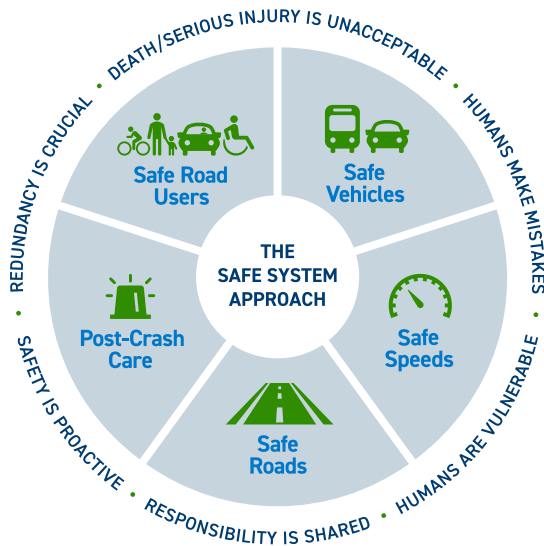 DEATH/SERIOUS INJURY IS UNACCEPTABLE
HUMANS MAKE MISTAKES
HUMANS ARE VULNERABLE
RESPONSIBILITY IS SHARED
SAFETY IS PROACTIVE
REDUNDANCY IS CRUCIAL
Safe Road
Users
Safe
Vehicles
Safe
Speeds
Safe
Roads
Post-Crash
Care
THE
SAFE SYSTEM
APPROACH